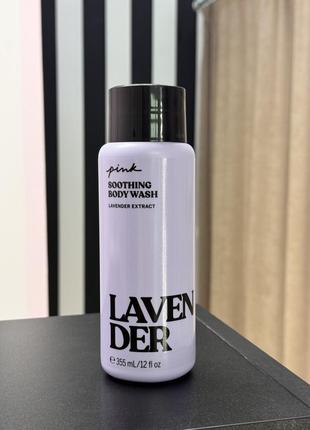 pink
SOOTHING
BODY WASH
LAVENDER EXTRACT
LAVEN
DER
℮ 355 mL/12 fl oz